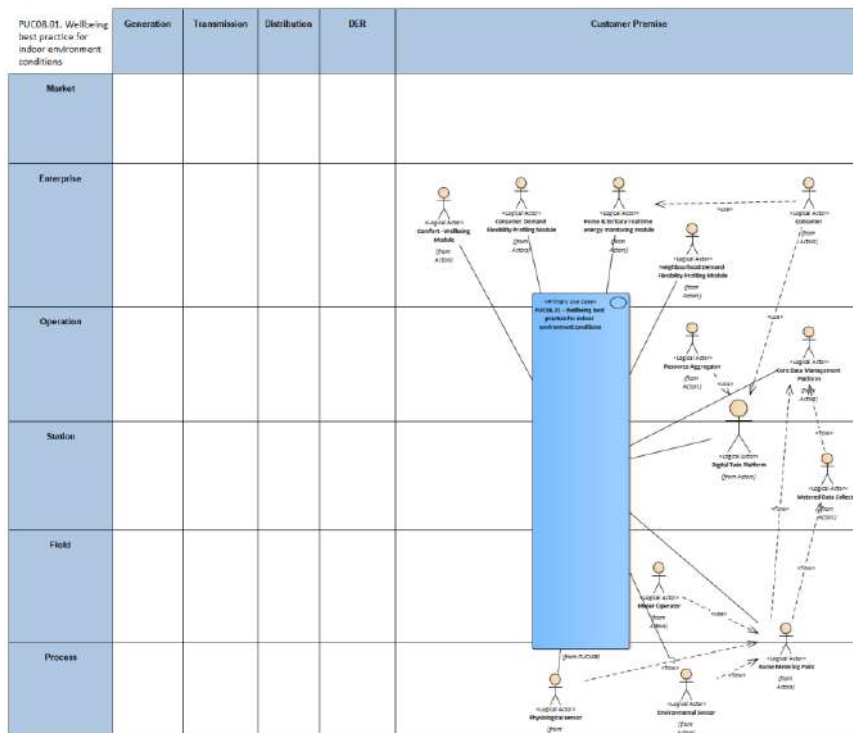 PUC08.01. Wellbeing
best practice for
indoor environment
conditions
Generation
Transmission
Distribution
DER
Customer Premise
Market
Enterprise
Operation
Station
Field
Process
«Logical Actor»
Comfort - Wellbeing
Module
(from
Actors)
«Logical Actor»
Consumer Demand
Flexibility Profiling Module
(from
Actors)
«Logical Actor»
Home & Tertiary real-time
energy monitoring module
(from
Actors)
«use»
«Logical Actor»
Consumer
(from
Actors)
«Logical Actor»
Neighbourhood Demand
Flexibility Profiling Module
(from
Actors)
«Primary Use Case»
PUC08.01 - Wellbeing best
practice for indoor
environment conditions
«use»
«Logical Actor»
Resource Aggregator
(from
Actors)
«use»
«Logical Actor»
Core Data Management
Platform
(from
Actors)
«Logical Actor»
Digital Twin Platform
(from Actors)
«flow»
«Logical Actor»
Metered Data Collect
(from
Actors)
«flow»
«flow»
«Logical Actor»
Meter Operator
(from
Actors)
«use»
«Logical Actor»
Home Metering Point
(from
Actors)
(from PUC08)
«flow»
«flow»
«Logical Actor»
Physiological sensor
(from
«Logical Actor»
Environmental Sensor
(from
Actors)